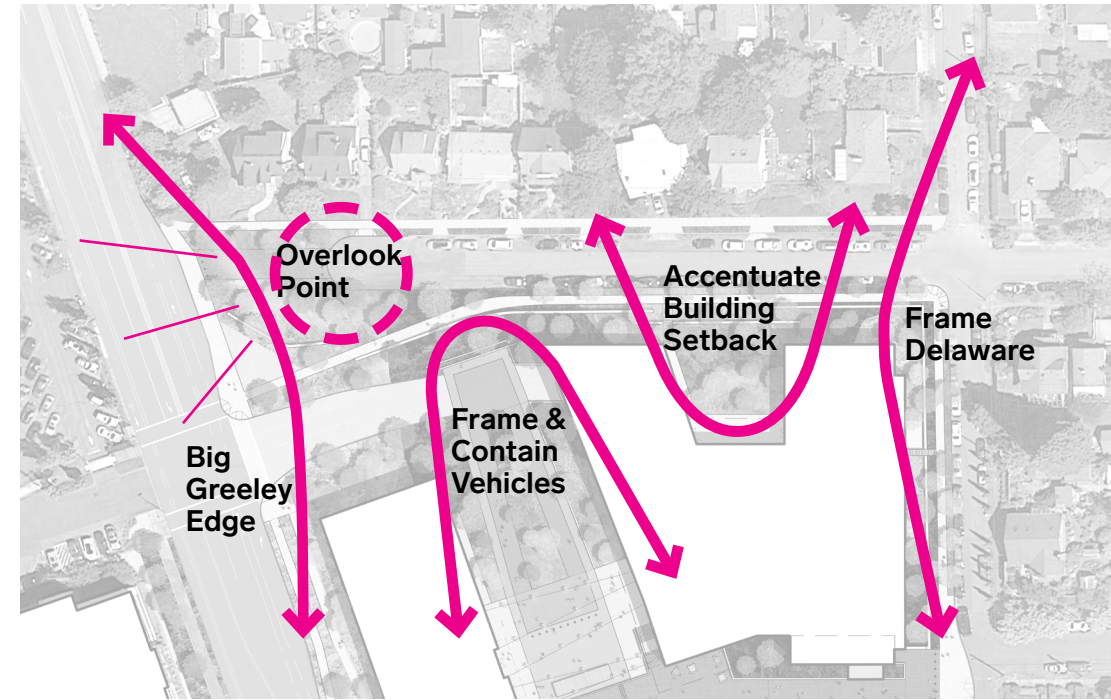 Overlook
Point
Accentuate
Building
Setback
Frame
Delaware
Frame &
Contain
Vehicles
Big
Greeley
Edge